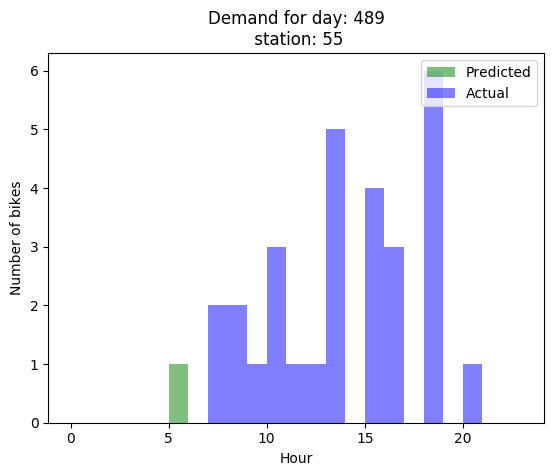 Demand for day: 489
station: 55
Predicted
Actual
6
5
4
3
2
1
0
Number of bikes
0 5 10 15 20
Hour